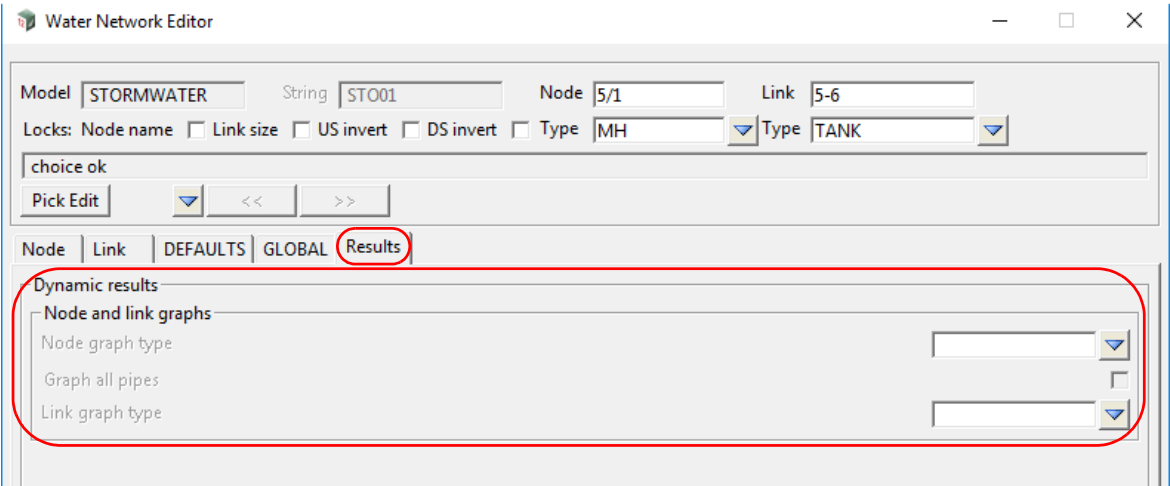 Water Network Editor
Model STORMWATER String STO01 Node 5/1 Link 5-6
Locks: Node name Link size US invert DS invert Type MH Type TANK
choice ok
Pick Edit << >>
Node Link DEFAULTS GLOBAL Results
Dynamic results
Node and link graphs
Node graph type
Graph all pipes
Link graph type